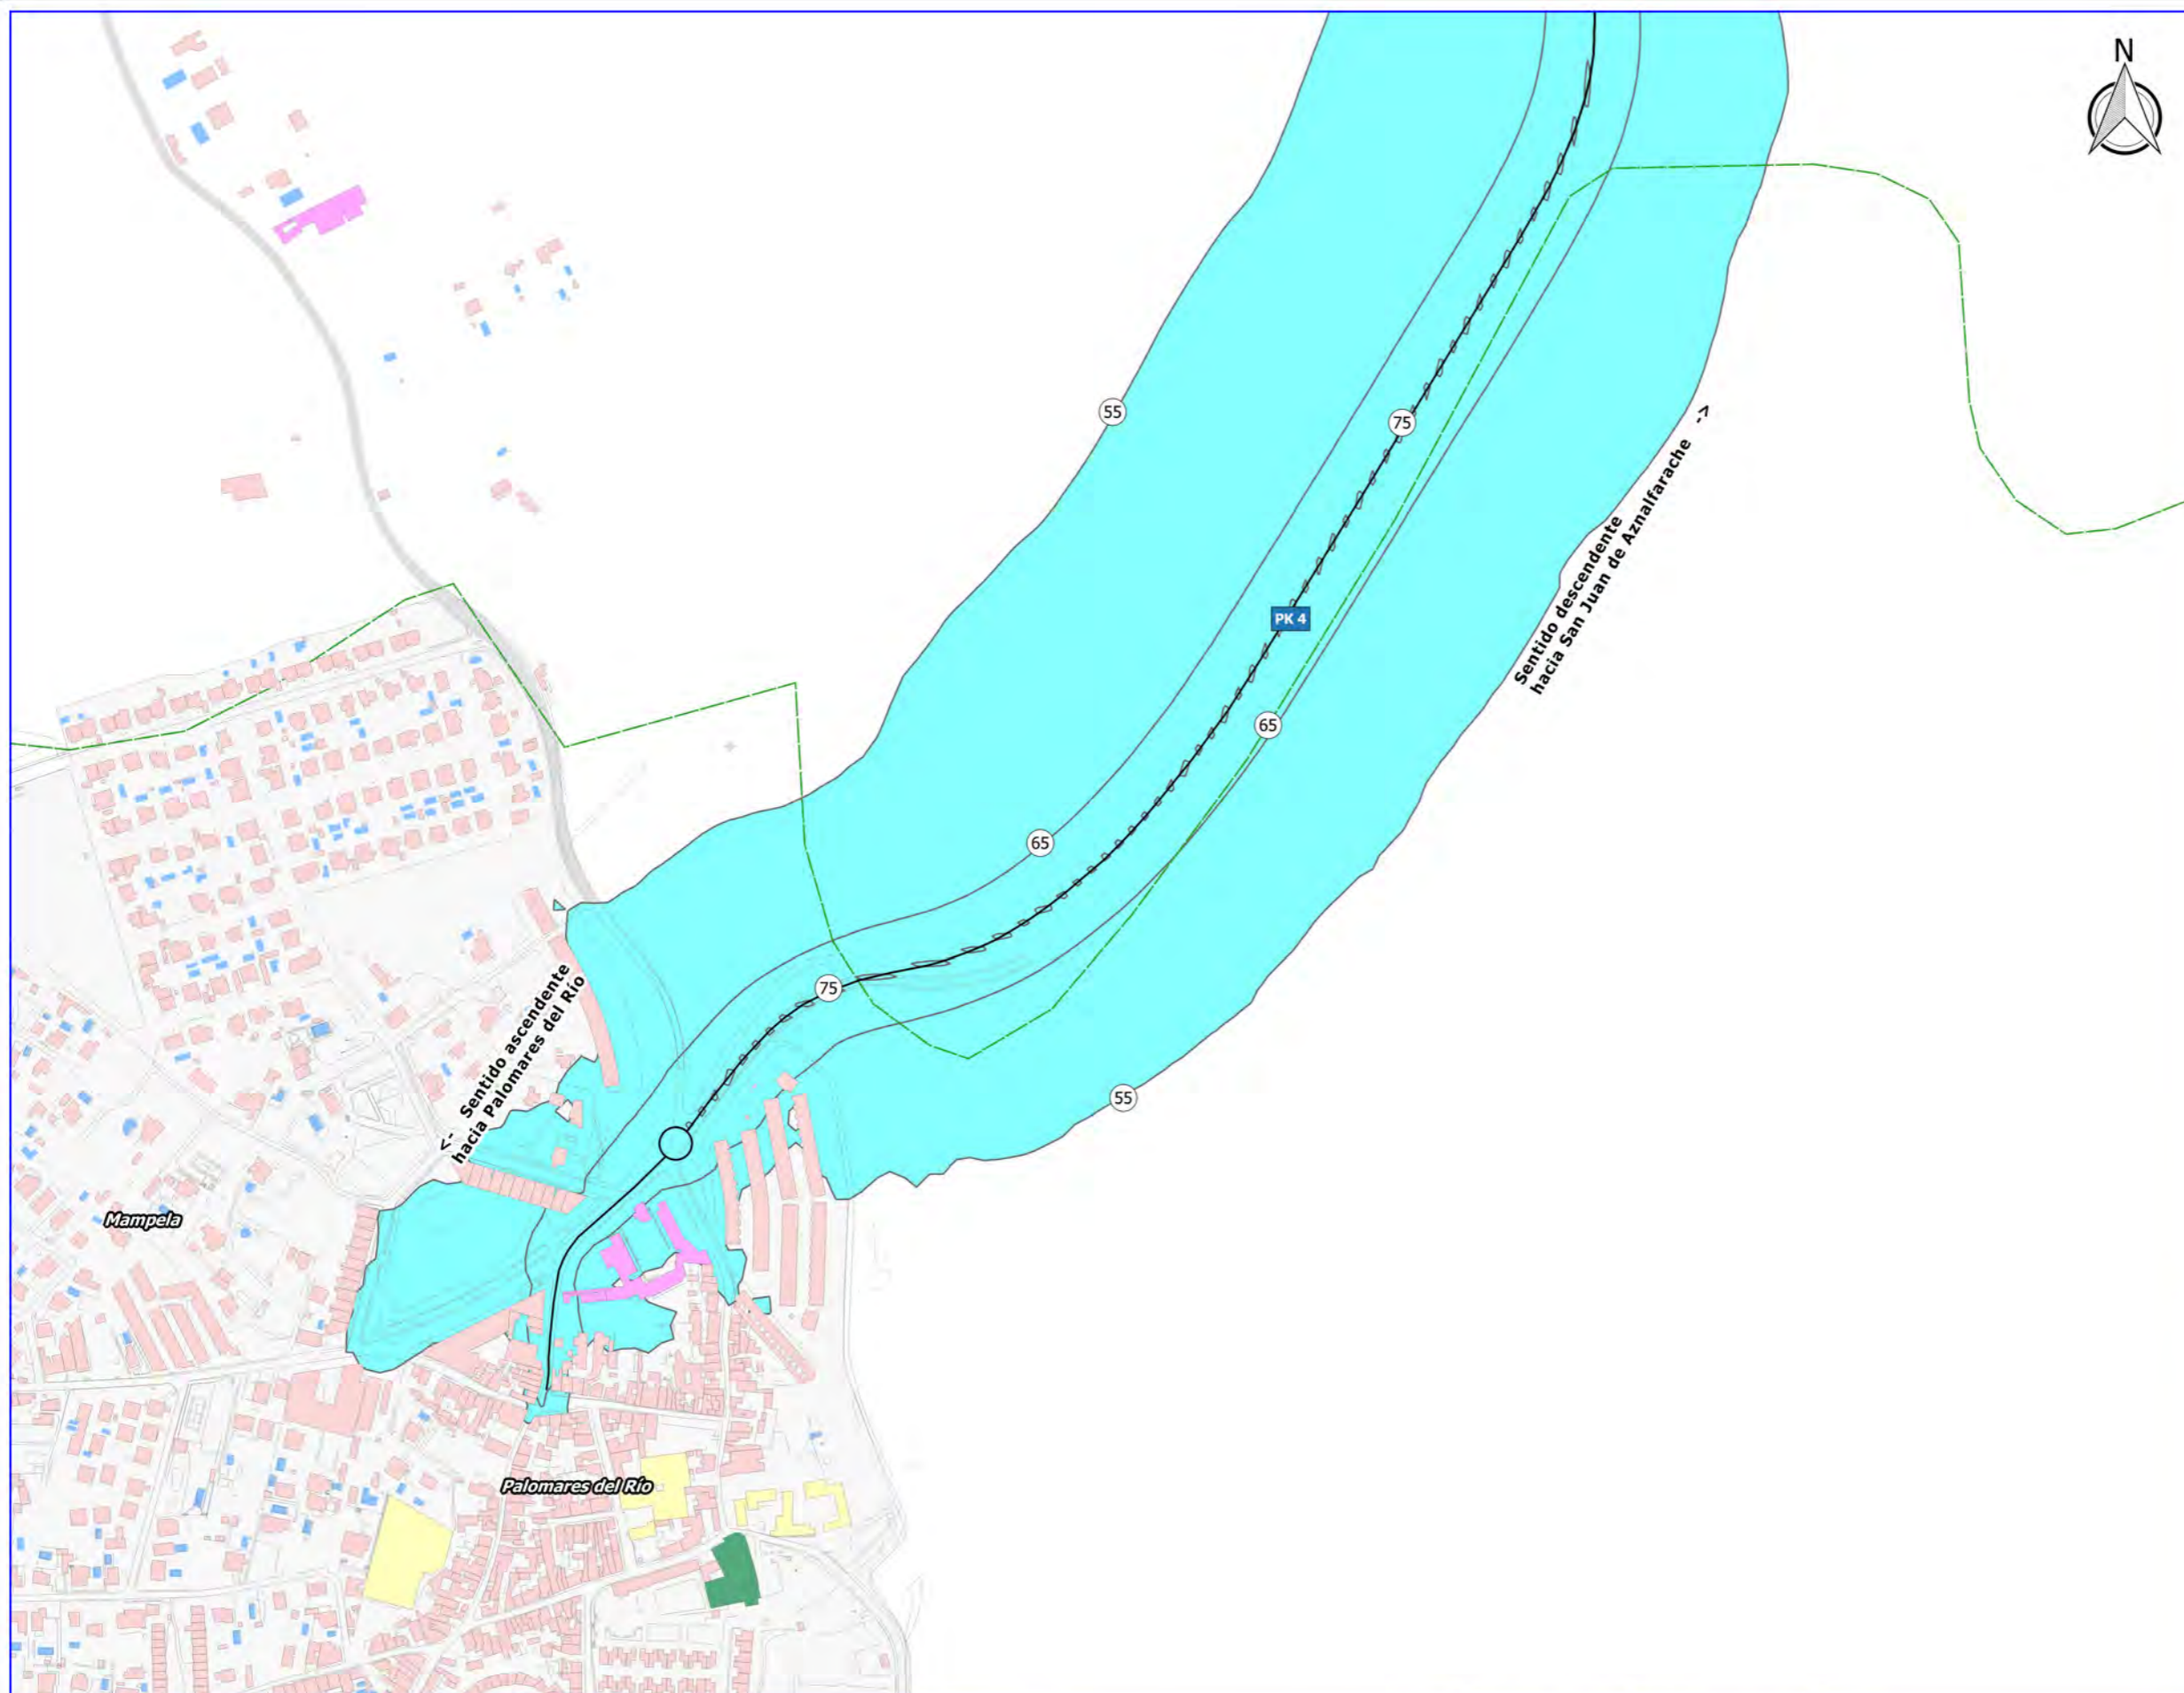 N
55
75
Sentido descendente
hacia San Juan de Aznalfarache ->
PK 4
65
65
75
<- Sentido ascendente
hacia Palomares del Río
55
Mampela
Palomares del Río